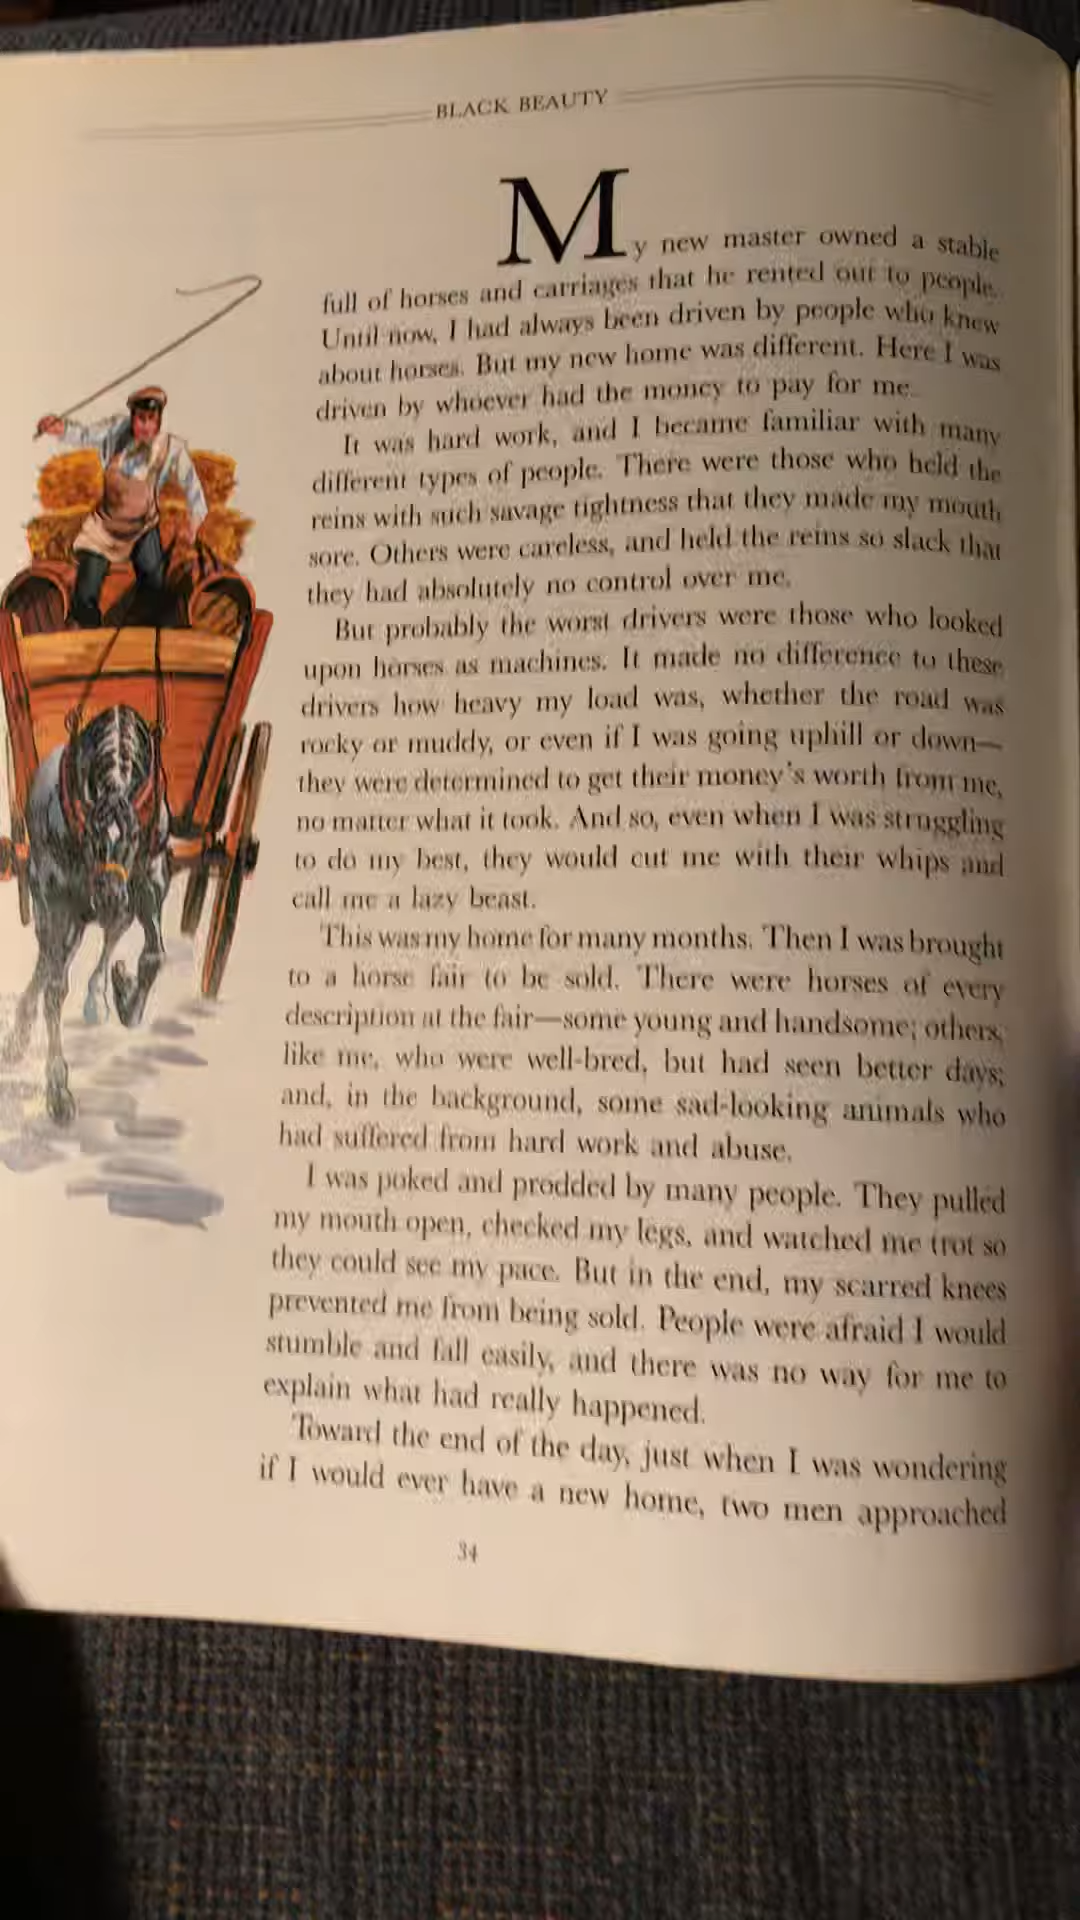 BLACK BEAUTY
My new master owned a stable
full of horses and carriages that he rented out to people.
Until now, I had always been driven by people who knew
about horses. But my new home was different. Here I was
driven by whoever had the money to pay for me.
It was hard work, and I became familiar with many
different types of people. There were those who held the
reins with such savage tightness that they made my mouth
sore. Others were careless, and held the reins so slack that
they had absolutely no control over me.
But probably the worst drivers were those who looked
upon horses as machines. It made no difference to these
drivers how heavy my load was, whether the road was
rocky or muddy, or even if I was going uphill or down—
they were determined to get their money's worth from me,
no matter what it took. And so, even when I was struggling
to do my best, they would cut me with their whips and
call me a lazy beast.
This was my home for many months. Then I was brought
to a horse fair to be sold. There were horses of every
description at the fair—some young and handsome; others,
like me, who were well-bred, but had seen better days;
and, in the background, some sad-looking animals who
had suffered from hard work and abuse.
I was poked and prodded by many people. They pulled
my mouth open, checked my legs, and watched me trot so
they could see my pace. But in the end, my scarred knees
prevented me from being sold. People were afraid I would
stumble and fall easily, and there was no way for me to
explain what had really happened.
Toward the end of the day, just when I was wondering
if I would ever have a new home, two men approached
34